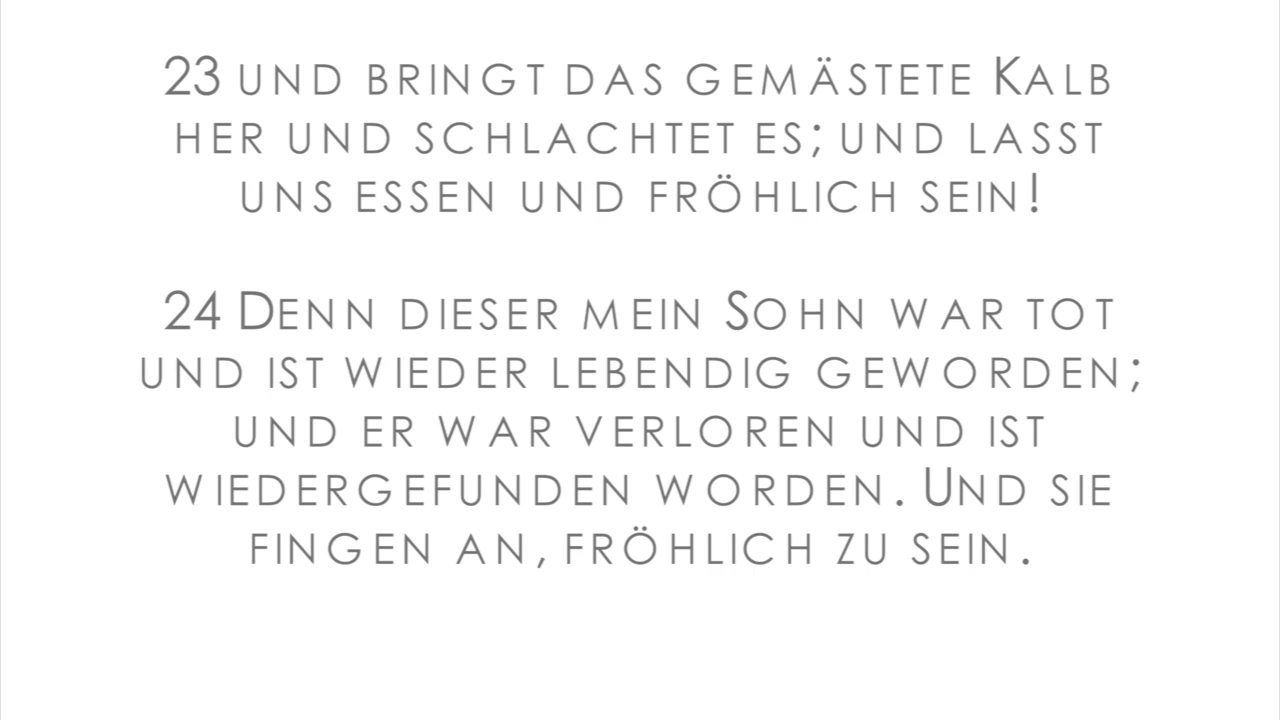 23 und bringt das gemästete Kalb
her und schlachtet es; und lasst
uns essen und fröhlich sein!
24 Denn dieser mein Sohn war tot
und ist wieder lebendig geworden;
und er war verloren und ist
wiedergefunden worden. Und sie
fingen an, fröhlich zu sein.